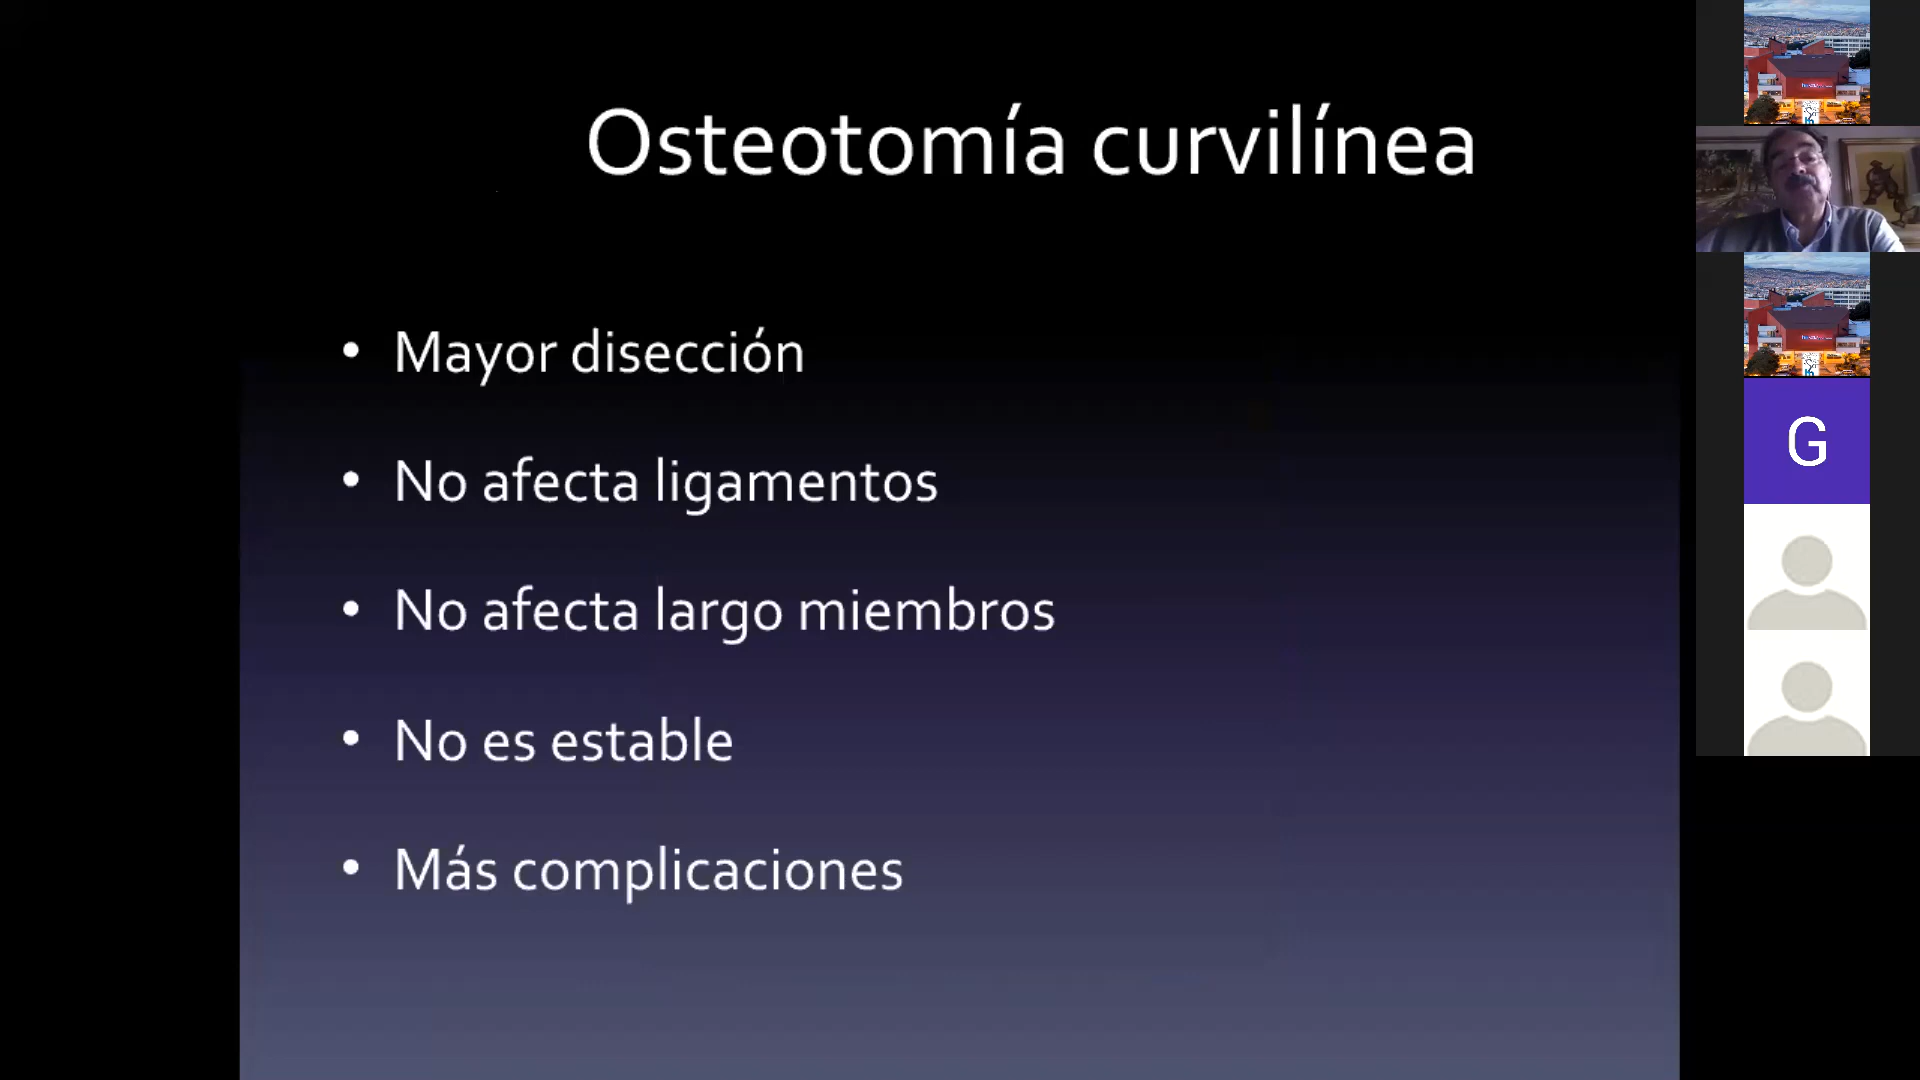 Osteotomía curvilínea
• Mayor disección
• No afecta ligamentos
• No afecta largo miembros
• No es estable
• Más complicaciones
G